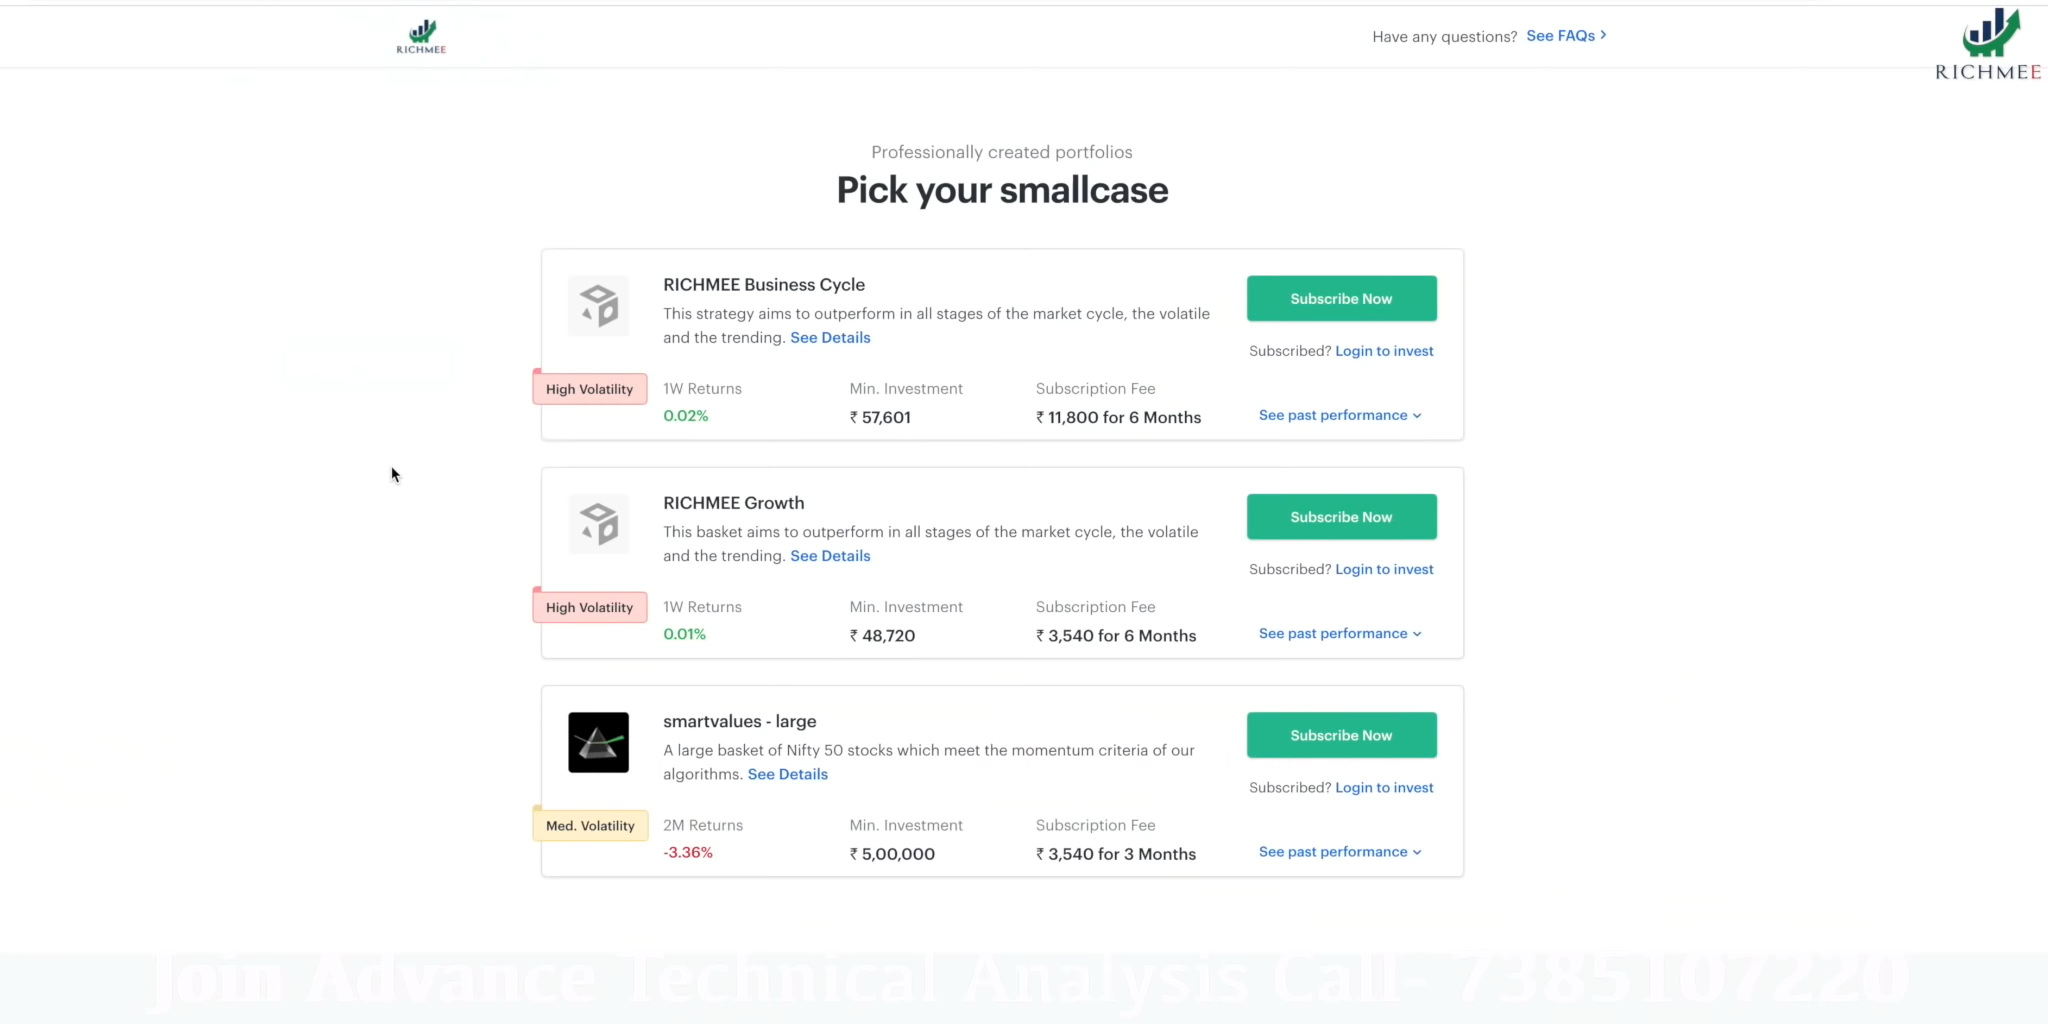 RICHMEE
Have any questions? See FAQs >
RICHMEE
Professionally created portfolios
Pick your smallcase
RICHMEE Business Cycle
This strategy aims to outperform in all stages of the market cycle, the volatile
and the trending. See Details
Subscribe Now
Subscribed? Login to invest
High Volatility
1W Returns
Min. Investment
Subscription Fee
0.02%
₹ 57,601
₹ 11,800 for 6 Months
See past performance
RICHMEE Growth
This basket aims to outperform in all stages of the market cycle, the volatile
and the trending. See Details
Subscribe Now
Subscribed? Login to invest
High Volatility
1W Returns
Min. Investment
Subscription Fee
0.01%
₹ 48,720
₹ 3,540 for 6 Months
See past performance
smartvalues - large
A large basket of Nifty 50 stocks which meet the momentum criteria of our
algorithms. See Details
Subscribe Now
Subscribed? Login to invest
Med. Volatility
2M Returns
Min. Investment
Subscription Fee
-3.36%
₹ 5,00,000
₹ 3,540 for 3 Months
See past performance
Join Advance Technical Analysis Call- 7385107220